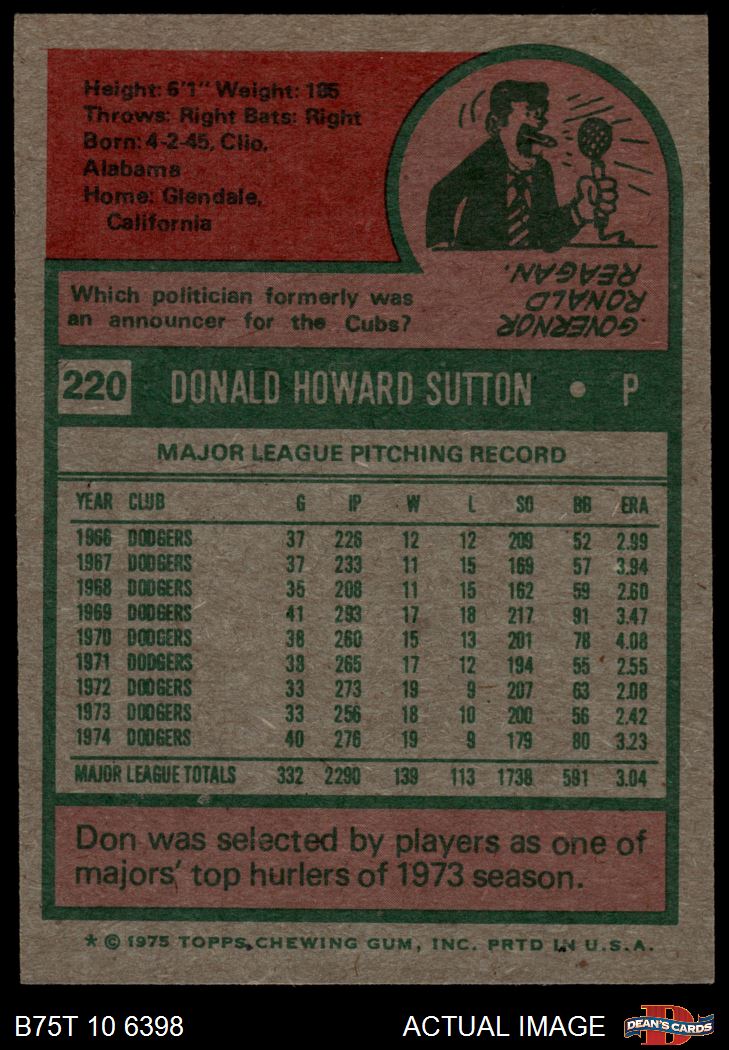 Height: 6'1" Weight: 185
Throws: Right Bats: Right
Born: 4-2-45, Clio,
Alabama
Home: Glendale,
California
Which politician formerly was
an announcer for the Cubs?
GOVERNOR
RONALD
REAGAN.
220 DONALD HOWARD SUTTON • P
MAJOR LEAGUE PITCHING RECORD
YEAR CLUB G IP W L SO BB ERA
1966 DODGERS 37 226 12 12 209 52 2.99
1967 DODGERS 37 233 11 15 169 57 3.94
1968 DODGERS 35 208 11 15 162 59 2.60
1969 DODGERS 41 293 17 18 217 91 3.47
1970 DODGERS 38 260 15 13 201 78 4.08
1971 DODGERS 38 265 17 12 194 55 2.55
1972 DODGERS 33 273 19 9 207 63 2.08
1973 DODGERS 33 256 18 10 200 56 2.42
1974 DODGERS 40 276 19 9 179 80 3.23
MAJOR LEAGUE TOTALS 332 2290 139 113 1738 591 3.04
Don was selected by players as one of
majors' top hurlers of 1973 season.
* © 1975 TOPPS CHEWING GUM, INC. PRTD IN U.S.A.
B75T 10 6398 ACTUAL IMAGE DEAN'S CARDS